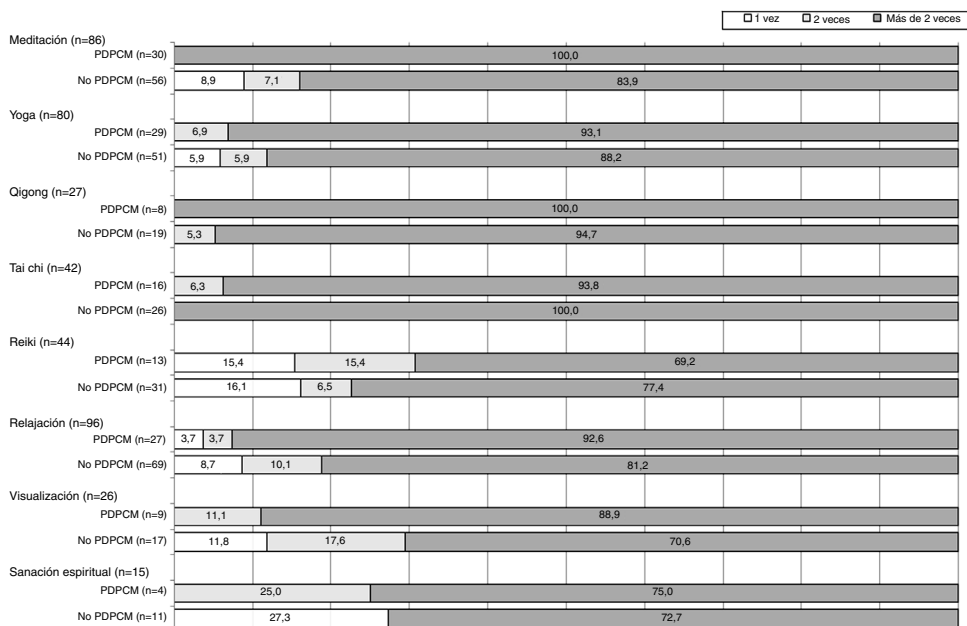 1 vez 2 veces Más de 2 veces
Meditación (n=86)
PDPCM (n=30) 100,0
No PDPCM (n=56) 8,9 7,1 83,9
Yoga (n=80)
PDPCM (n=29) 6,9 93,1
No PDPCM (n=51) 5,9 5,9 88,2
Qigong (n=27)
PDPCM (n=8) 100,0
No PDPCM (n=19) 5,3 94,7
Tai chi (n=42)
PDPCM (n=16) 6,3 93,8
No PDPCM (n=26) 100,0
Reiki (n=44)
PDPCM (n=13) 15,4 15,4 69,2
No PDPCM (n=31) 16,1 6,5 77,4
Relajación (n=96)
PDPCM (n=27) 3,7 3,7 92,6
No PDPCM (n=69) 8,7 10,1 81,2
Visualización (n=26)
PDPCM (n=9) 11,1 88,9
No PDPCM (n=17) 11,8 17,6 70,6
Sanación espiritual (n=15)
PDPCM (n=4) 25,0 75,0
No PDPCM (n=11) 27,3 72,7